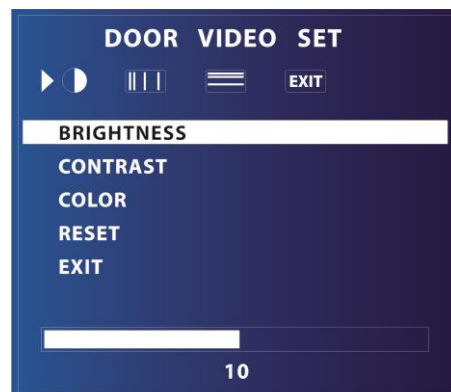 DOOR VIDEO SET
EXIT
BRIGHTNESS
CONTRAST
COLOR
RESET
EXIT
10